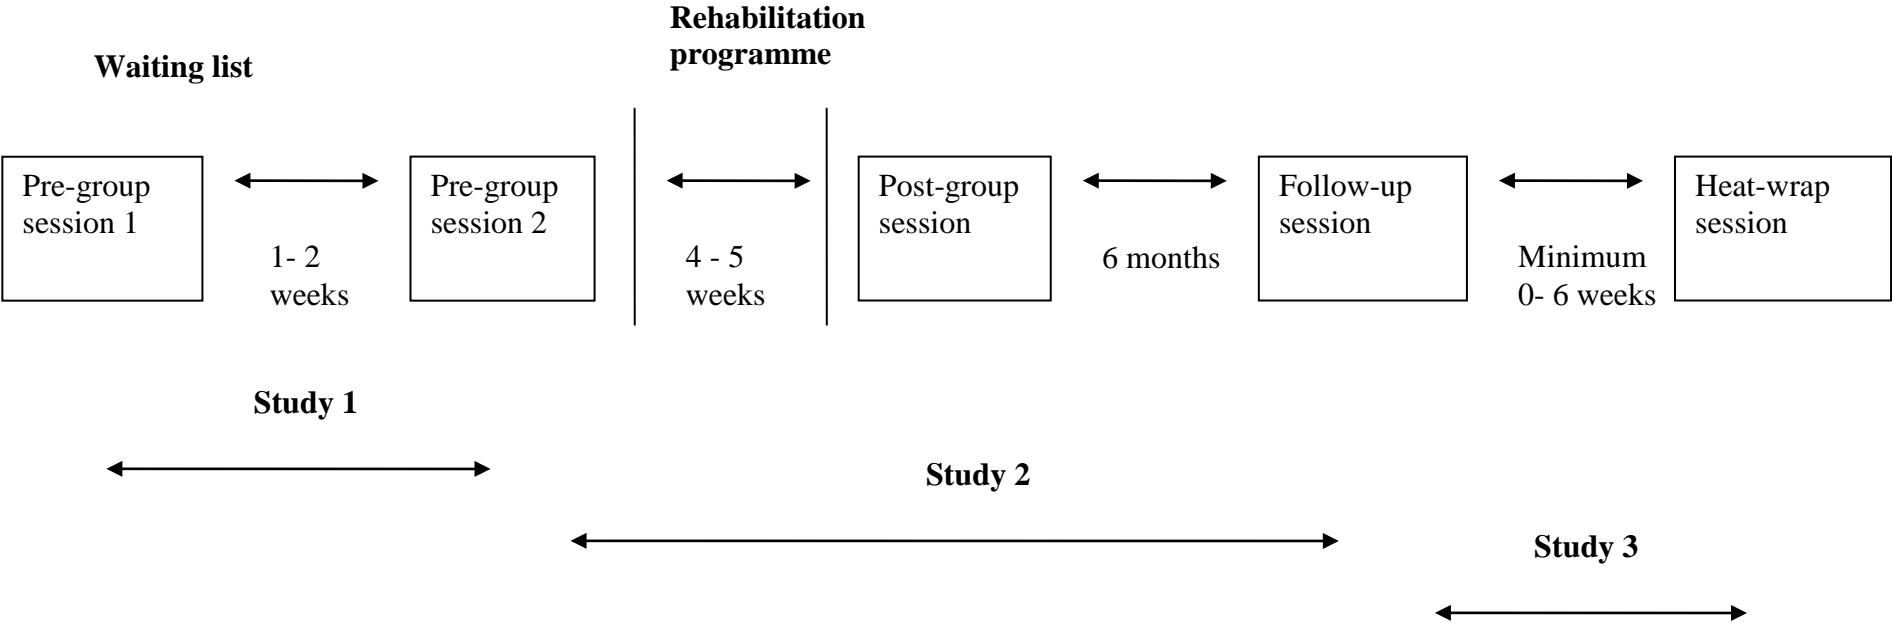 Rehabilitation
programme
Waiting list
Pre-group
session 1
1- 2
weeks
Pre-group
session 2
4 - 5
weeks
Post-group
session
6 months
Follow-up
session
Minimum
0- 6 weeks
Heat-wrap
session
Study 1
Study 2
Study 3